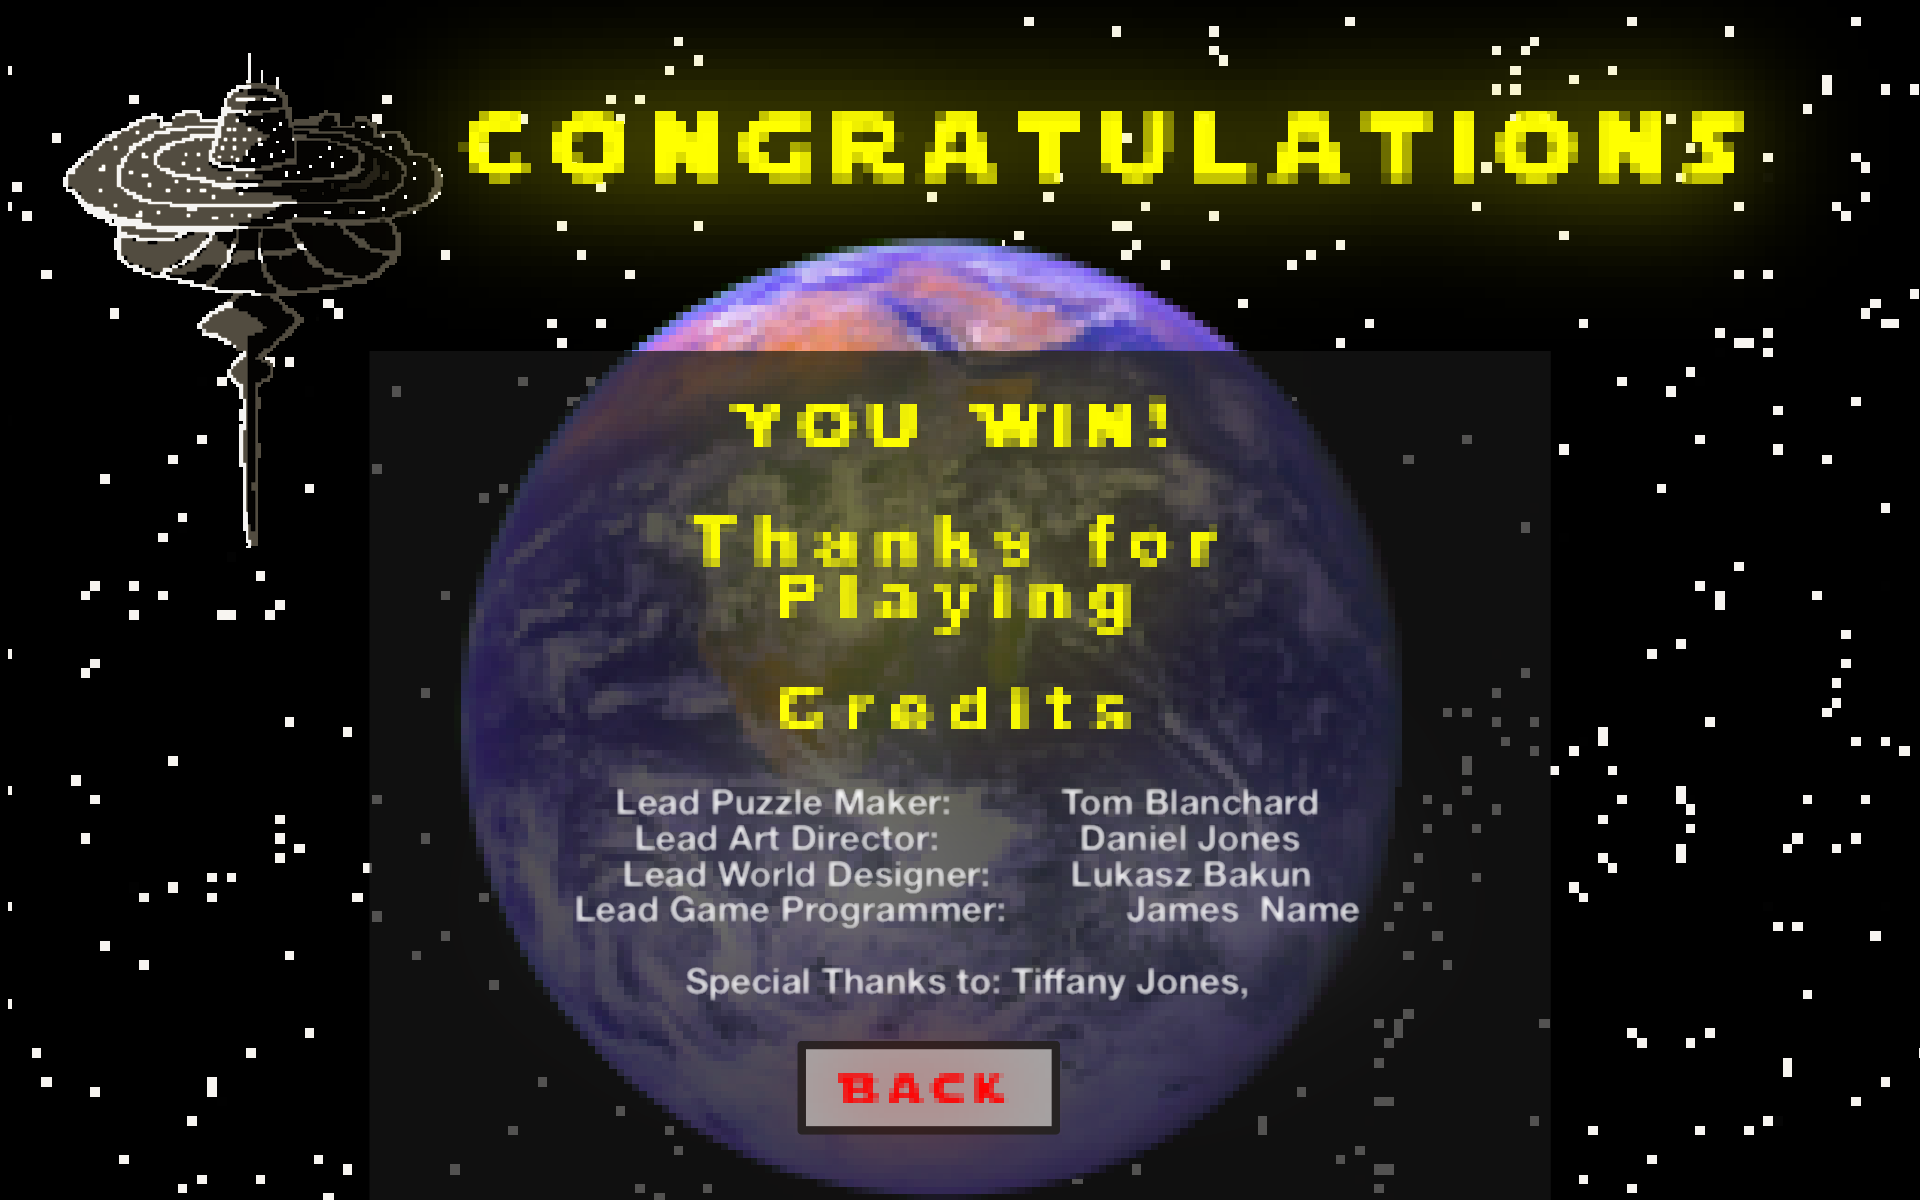 CONGRATULATIONS
YOU WIN!
Thanks for
Playing
Credits
Lead Puzzle Maker: Tom Blanchard
Lead Art Director: Daniel Jones
Lead World Designer: Lukasz Bakun
Lead Game Programmer: James Name
Special Thanks to: Tiffany Jones,
BACK